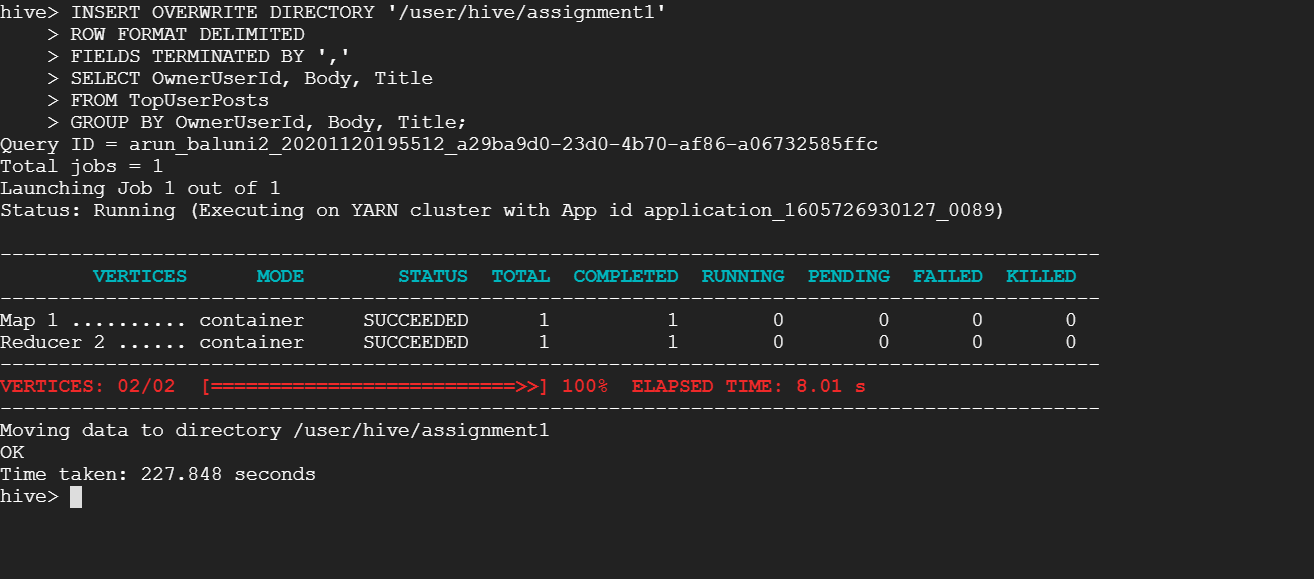 hive> INSERT OVERWRITE DIRECTORY '/user/hive/assignment1'
    > ROW FORMAT DELIMITED
    > FIELDS TERMINATED BY ','
    > SELECT OwnerUserId, Body, Title
    > FROM TopUserPosts
    > GROUP BY OwnerUserId, Body, Title;
Query ID = arun_baluni2_20201120195512_a29ba9d0-23d0-4b70-af86-a06732585ffc
Total jobs = 1
Launching Job 1 out of 1
Status: Running (Executing on YARN cluster with App id application_1605726930127_0089)
----------------------------------------------------------------------------------------------
        VERTICES      MODE        STATUS  TOTAL  COMPLETED  RUNNING  PENDING  FAILED  KILLED
----------------------------------------------------------------------------------------------
Map 1 .......... container     SUCCEEDED      1          1        0        0       0       0
Reducer 2 ...... container     SUCCEEDED      1          1        0        0       0       0
----------------------------------------------------------------------------------------------
VERTICES: 02/02  [==========================>>] 100%  ELAPSED TIME: 8.01 s
----------------------------------------------------------------------------------------------
Moving data to directory /user/hive/assignment1
OK
Time taken: 227.848 seconds
hive>